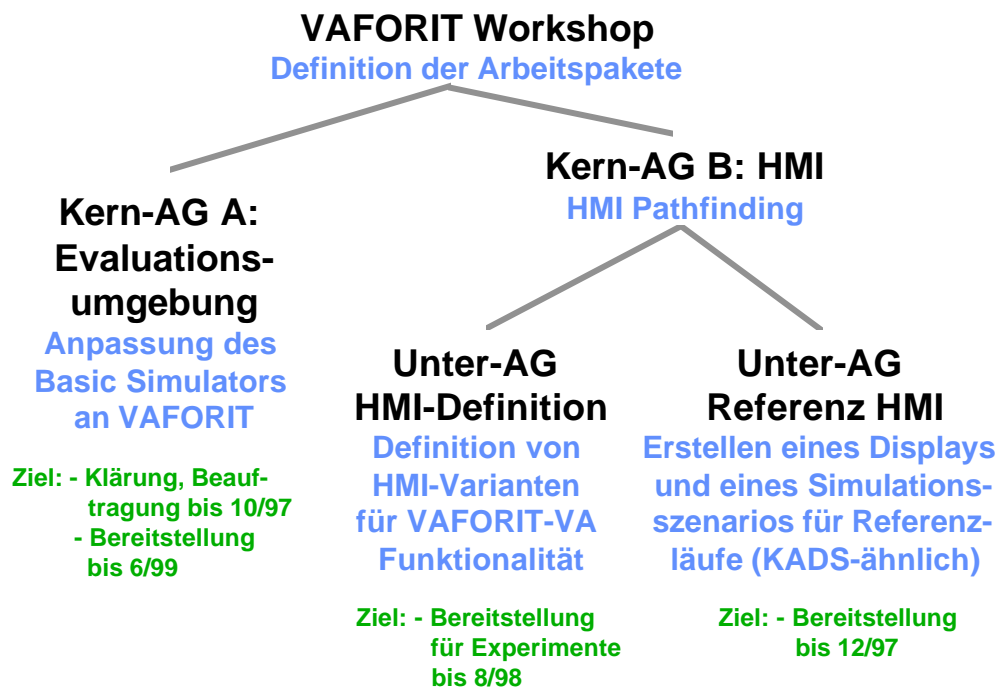 VAFORIT Workshop
Definition der Arbeitspakete
Kern-AG A:
Evaluations-
umgebung
Anpassung des
Basic Simulators
an VAFORIT
Ziel: - Klärung, Beauf-
tragung bis 10/97
- Bereitstellung
bis 6/99
Kern-AG B: HMI
HMI Pathfinding
Unter-AG
HMI-Definition
Definition von
HMI-Varianten
für VAFORIT-VA
Funktionalität
Ziel: - Bereitstellung
für Experimente
bis 8/98
Unter-AG
Referenz HMI
Erstellen eines Displays
und eines Simulations-
szenarios für Referenz-
läufe (KADS-ähnlich)
Ziel: - Bereitstellung
bis 12/97